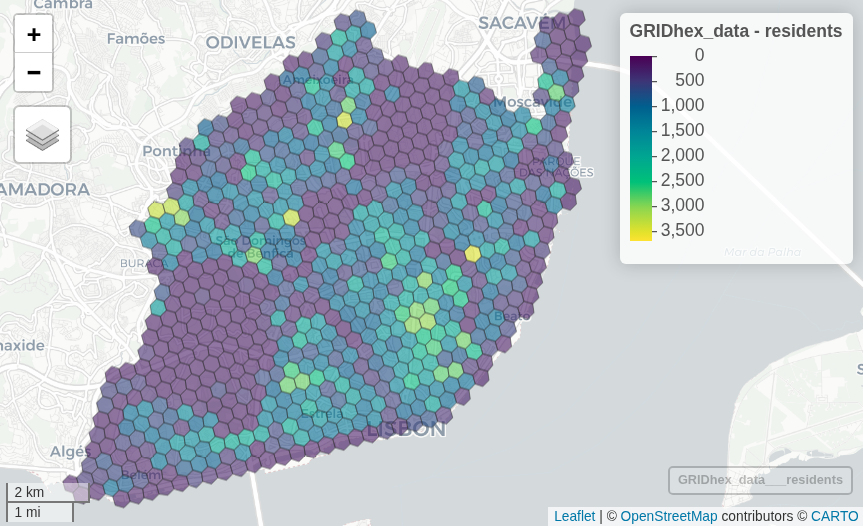 Cambra
+
−
Famões
ODIVELAS
SACAVÉM
GRIDhex_data - residents
0
500
1,000
1,500
2,000
2,500
3,000
3,500
Ameixoeira
Moscavide
Pontinha
PARQUE
DAS NAÇÕES
AMADORA
São Domingos
de Benfica
BURACA
Mar da Palha
Beato
naxide
Estrela
LISBON
Algés
Belém
S
2 km
1 mi
GRIDhex_data___residents
Leaflet | © OpenStreetMap contributors © CARTO